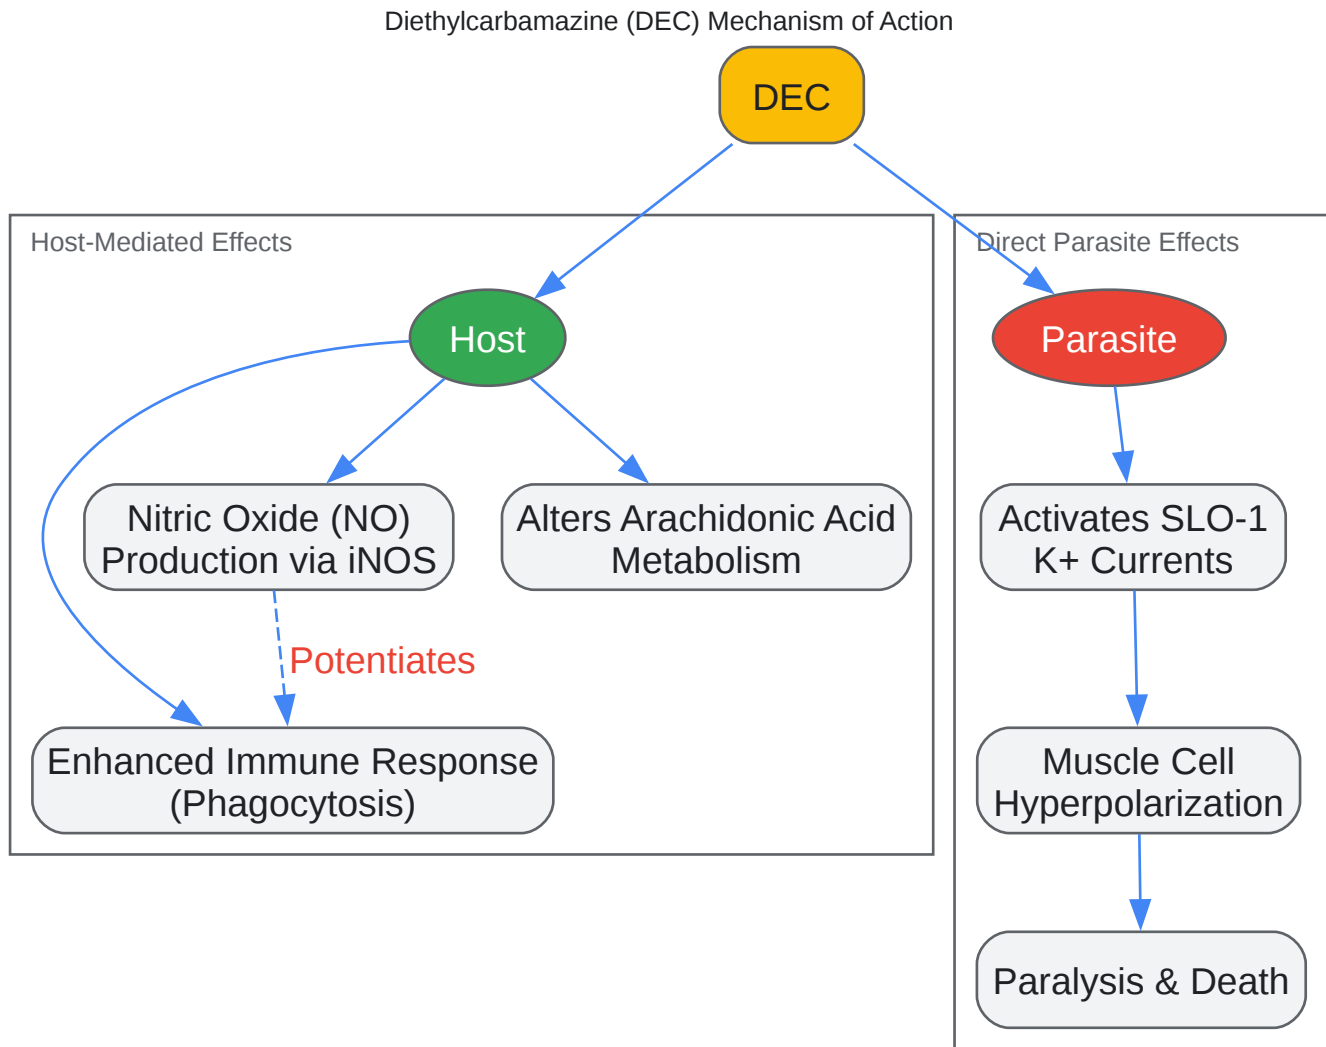 Diethylcarbamazine (DEC) Mechanism of Action
DEC
Host-Mediated Effects
Direct Parasite Effects
Host
Parasite
Nitric Oxide (NO)
Production via iNOS
Alters Arachidonic Acid
Metabolism
Activates SLO-1
K+ Currents
Potentiates
Enhanced Immune Response
(Phagocytosis)
Muscle Cell
Hyperpolarization
Paralysis & Death